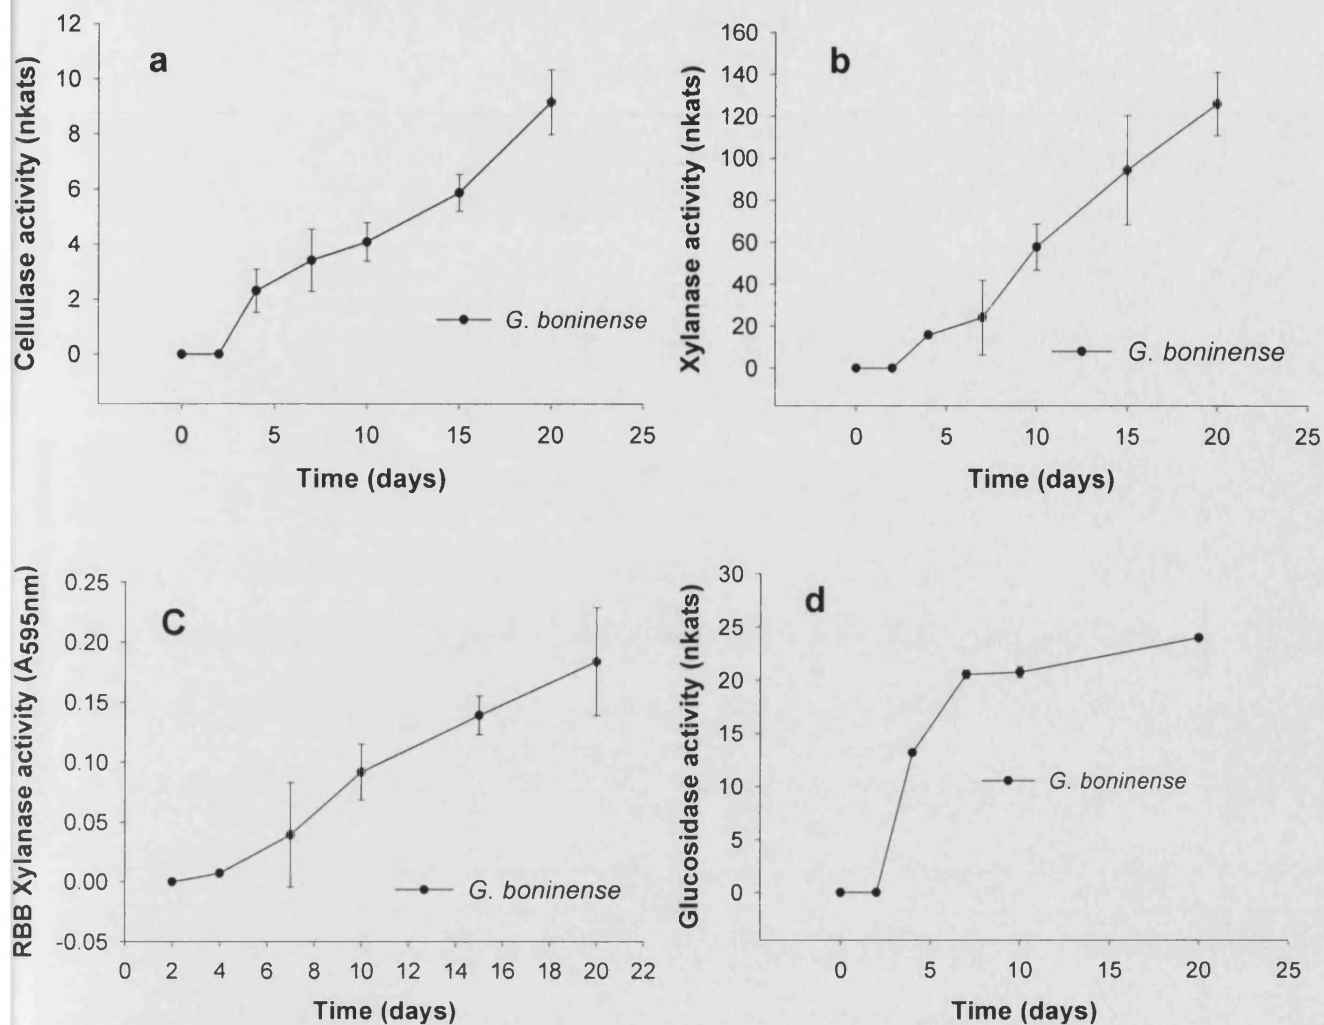 a
Cellulase activity (nkats)
12
10
8
6
4
2
0
G. boninense
0 5 10 15 20 25
Time (days)
b
Xylanase activity (nkats)
160
140
120
100
80
60
40
20
0
G. boninense
0 5 10 15 20 25
Time (days)
C
RBB Xylanase activity (A595nm)
0.25
0.20
0.15
0.10
0.05
0.00
-0.05
G. boninense
0 2 4 6 8 10 12 14 16 18 20 22
Time (days)
d
Glucosidase activity (nkats)
30
25
20
15
10
5
0
G. boninense
0 5 10 15 20 25
Time (days)